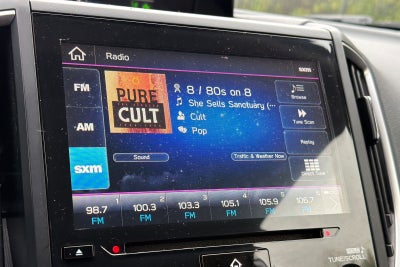 Radio
sxm
FM
AM
sxm
PURE
CULT
8 / 80s on 8
She Sells Sanctuary (···
Cult
Pop
Browse
Tune Scan
Replay
Direct Tune
Sound
Traffic & Weather Now
1 2 3 4 5 6
98.7 100.3 103.5 105.1 105.9 106.7
FM FM FM FM FM FM
TUNE/SCROLL